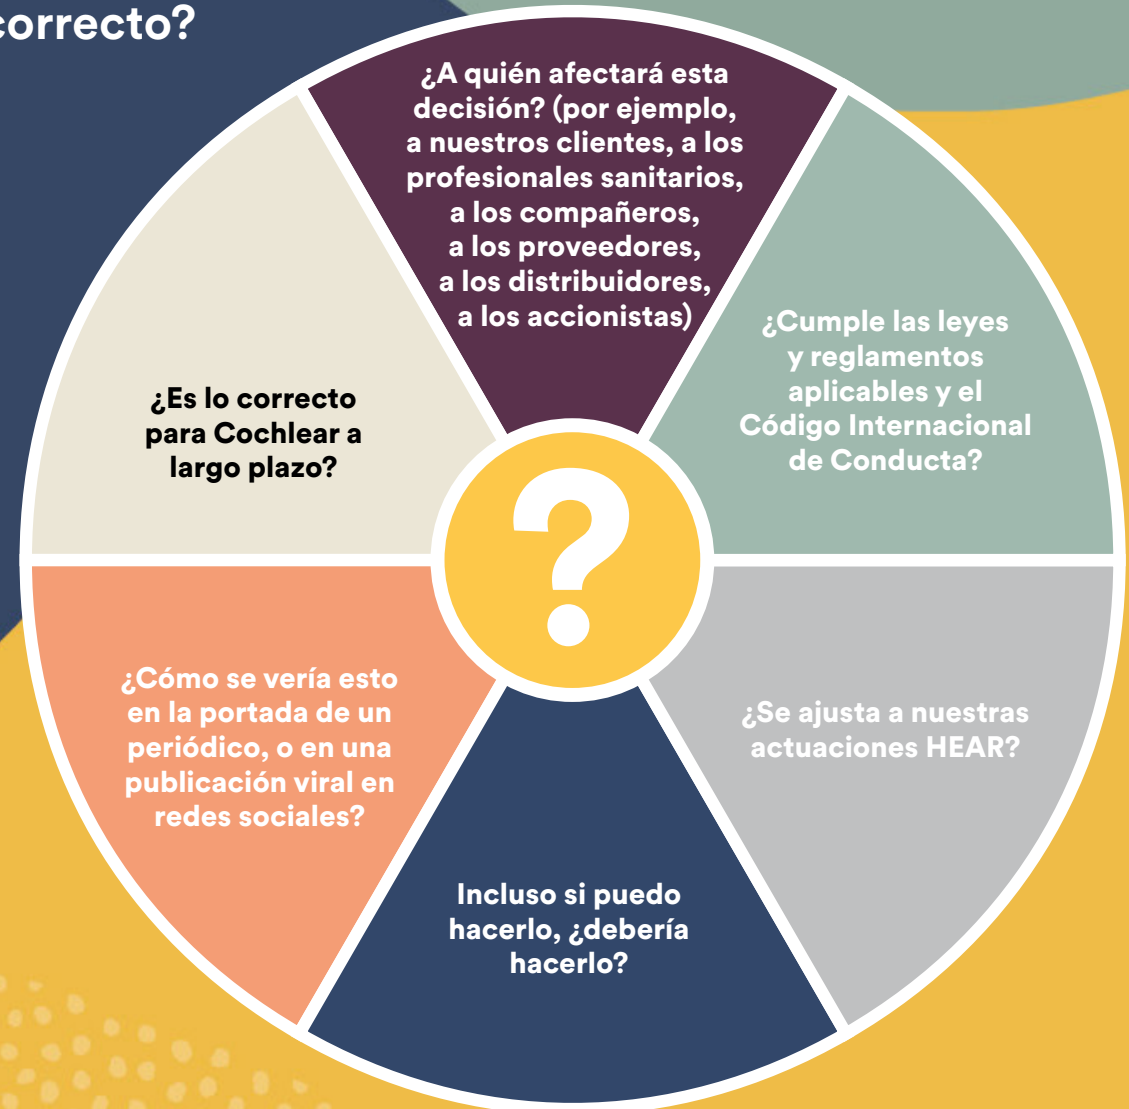 correcto?
¿A quién afectará esta
decisión? (por ejemplo,
a nuestros clientes, a los
profesionales sanitarios,
a los compañeros,
a los proveedores,
a los distribuidores,
a los accionistas)
¿Cumple las leyes
y reglamentos
aplicables y el
Código Internacional
de Conducta?
¿Se ajusta a nuestras
actuaciones HEAR?
Incluso si puedo
hacerlo, ¿debería
hacerlo?
¿Cómo se vería esto
en la portada de un
periódico, o en una
publicación viral en
redes sociales?
¿Es lo correcto
para Cochlear a
largo plazo?
?